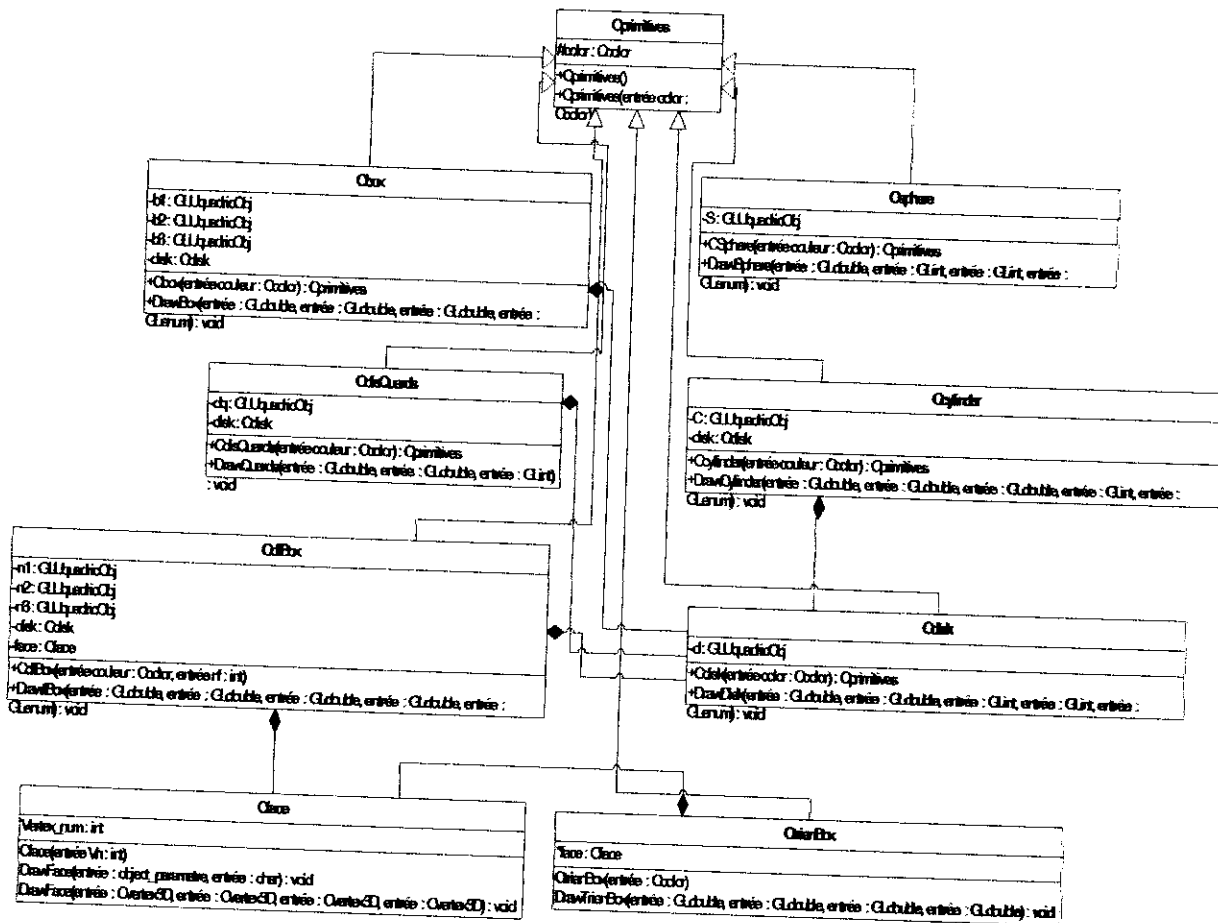 Cprimitives
#color : Ccolor
+Cprimitives()
+Cprimitives(entrée color :
Ccolor)
Cbox
-b1 : GLUquadricObj
-b2 : GLUquadricObj
-b3 : GLUquadricObj
-disk : Cdisk
+Cbox(entrée couleur : Ccolor) : Cprimitives
+DrawBox(entrée : GLdouble, entrée : GLdouble, entrée : GLdouble, entrée :
GLenum) : void
Csphere
-S : GLUquadricObj
+CSphere(entrée couleur : Ccolor) : Cprimitives
+DrawSphere(entrée : GLdouble, entrée : GLint, entrée : GLint, entrée :
GLenum) : void
CdisQuards
-dq : GLUquadricObj
-disk : Cdisk
+CdisQuards(entrée couleur : Ccolor) : Cprimitives
+DrawQuards(entrée : GLdouble, entrée : GLdouble, entrée : GLint)
: void
Ccylinder
-C : GLUquadricObj
-disk : Cdisk
+Ccylinder(entrée couleur : Ccolor) : Cprimitives
+DrawCylinder(entrée : GLdouble, entrée : GLdouble, entrée : GLdouble, entrée : GLint, entrée :
GLenum) : void
-n1 : GLUquadricObj
-n2 : GLUquadricObj
-n3 : GLUquadricObj
-disk : Cdisk
-face : Cface
(entrée couleur : Ccolor, entrée rf : int)
(entrée : GLdouble, entrée : GLdouble, entrée : GLdouble, entrée : GLdouble, entrée :
GLenum) : void
Cdisk
-d : GLUquadricObj
+Cdisk(entrée color : Ccolor) : Cprimitives
+DrawDisk(entrée : GLdouble, entrée : GLdouble, entrée : GLint, entrée : GLint, entrée :
GLenum) : void
Cface
Vertex_num : int
Cface(entrée Vn : int)
DrawFace(entrée : object_parametre, entrée : char) : void
DrawFace(entrée : Cvertex3D, entrée : Cvertex3D, entrée : Cvertex3D, entrée : Cvertex3D) : void
CtrianBox
*face : Cface
CtrianBox(entrée : Ccolor)
DrawTrianBox(entrée : GLdouble, entrée : GLdouble, entrée : GLdouble, entrée : GLdouble) : void